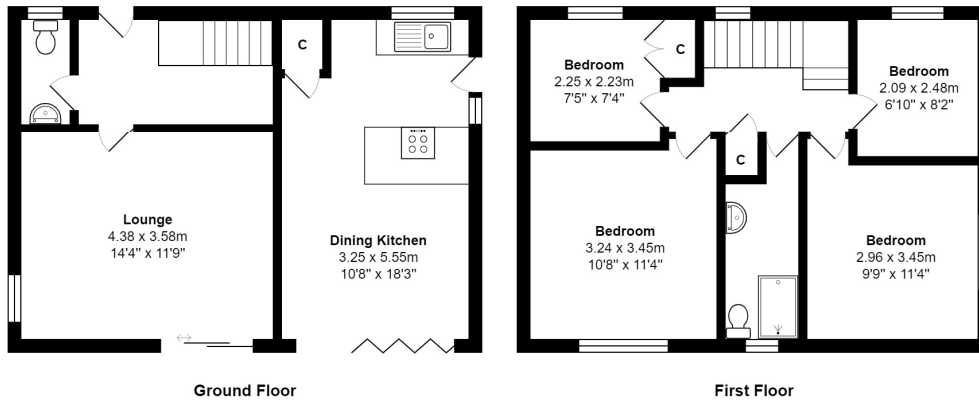 C
Lounge
4.38 x 3.58m
14'4" x 11'9"
Dining Kitchen
3.25 x 5.55m
10'8" x 18'3"
Ground Floor
Bedroom
2.25 x 2.23m
7'5" x 7'4"
C
Bedroom
2.09 x 2.48m
6'10" x 8'2"
C
Bedroom
3.24 x 3.45m
10'8" x 11'4"
Bedroom
2.96 x 3.45m
9'9" x 11'4"
First Floor